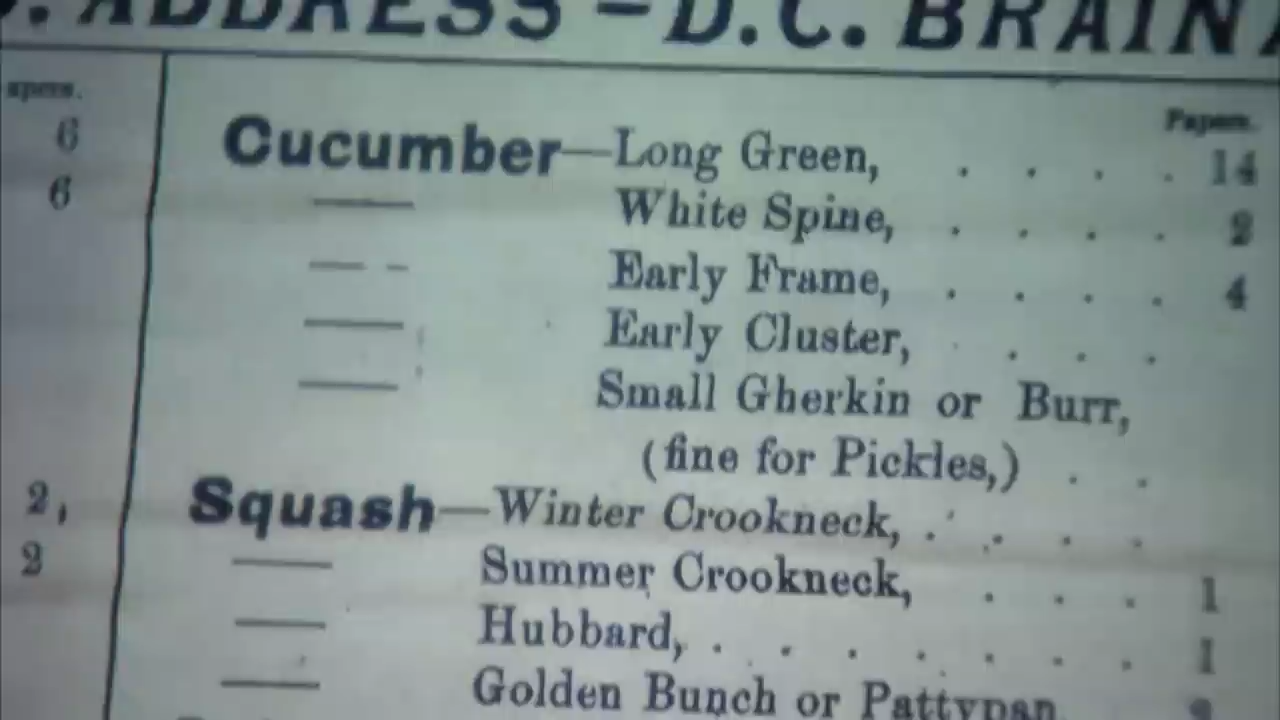 . ADDRESS – D. C. BRAIN
apers.
6
6
2,
2
Papers.
Cucumber—Long Green, . . . . 14
— White Spine, . . . . 2
— - Early Frame, . . . . 4
— Early Cluster, . . . .
— Small Gherkin or Burr,
(fine for Pickles,) . .
Squash—Winter Crookneck, . . . .
— Summer Crookneck, . . . 1
— Hubbard, . . . . . . . 1
— Golden Bunch or Pattypan